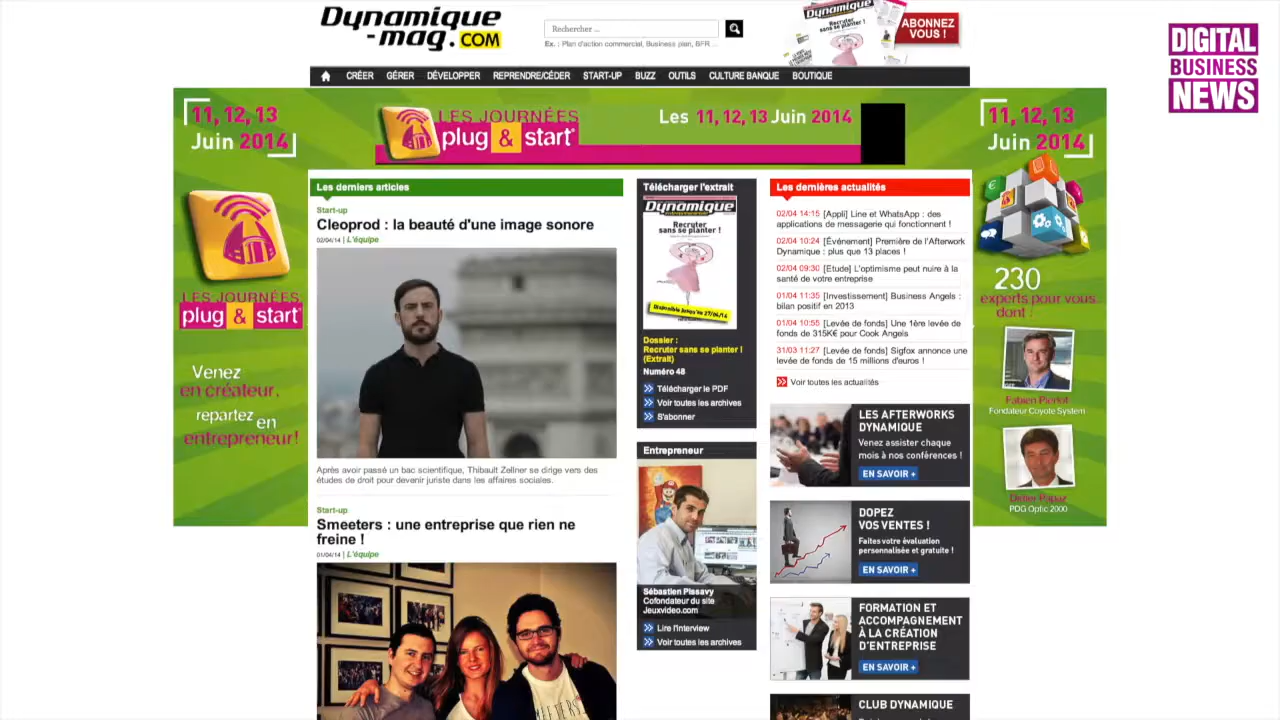 Dynamique
-mag.COM
Rechercher ...
Ex. : Plan d'action commercial, Business plan, BFR ...
Dynamique
Recruter
sans se planter !
ABONNEZ
VOUS !
DIGITAL
BUSINESS
NEWS
CRÉER GÉRER DÉVELOPPER REPRENDRE/CÉDER START-UP BUZZ OUTILS CULTURE BANQUE BOUTIQUE
11, 12, 13
Juin 2014
LES JOURNÉES
plug & start
Les 11, 12, 13 Juin 2014
11, 12, 13
Juin 2014
LES JOURNÉES
plug & start
Venez
en créateur,
repartez en
entrepreneur!
Les derniers articles
Start-up
Cleoprod : la beauté d'une image sonore
02/04/14 | L'équipe
Après avoir passé un bac scientifique, Thibault Zellner se dirige vers des
études de droit pour devenir juriste dans les affaires sociales.
Start-up
Smeeters : une entreprise que rien ne
freine !
01/04/14 | L'équipe
Télécharger l'extrait
Dynamique
Recruter
sans se planter !
Disponible jusqu'au 27/04/14
Dossier :
Recruter sans se planter !
(Extrait)
Numéro 48
Télécharger le PDF
Voir toutes les archives
S'abonner
Entrepreneur
Sébastien Pissavy
Cofondateur du site
Jeuxvideo.com
Lire l'interview
Voir toutes les archives
Les dernières actualités
02/04 14:15 [Appli] Line et WhatsApp : des
applications de messagerie qui fonctionnent !
02/04 10:24 [Événement] Première de l'Afterwork
Dynamique : plus que 13 places !
02/04 09:30 [Etude] L'optimisme peut nuire à la
santé de votre entreprise
01/04 11:35 [Investissement] Business Angels :
bilan positif en 2013
01/04 10:55 [Levée de fonds] Une 1ère levée de
fonds de 315K€ pour Cook Angels
31/03 11:27 [Levée de fonds] Sigfox annonce une
levée de fonds de 15 millions d'euros !
Voir toutes les actualités
LES AFTERWORKS
DYNAMIQUE
Venez assister chaque
mois à nos conférences !
EN SAVOIR +
DOPEZ
VOS VENTES !
Faites votre évaluation
personnalisée et gratuite !
EN SAVOIR +
FORMATION ET
ACCOMPAGNEMENT
À LA CRÉATION
D'ENTREPRISE
EN SAVOIR +
CLUB DYNAMIQUE
230
experts pour vous
dont :
Fabien Pierlot
Fondateur Coyote System
Didier Papaz
PDG Optic 2000